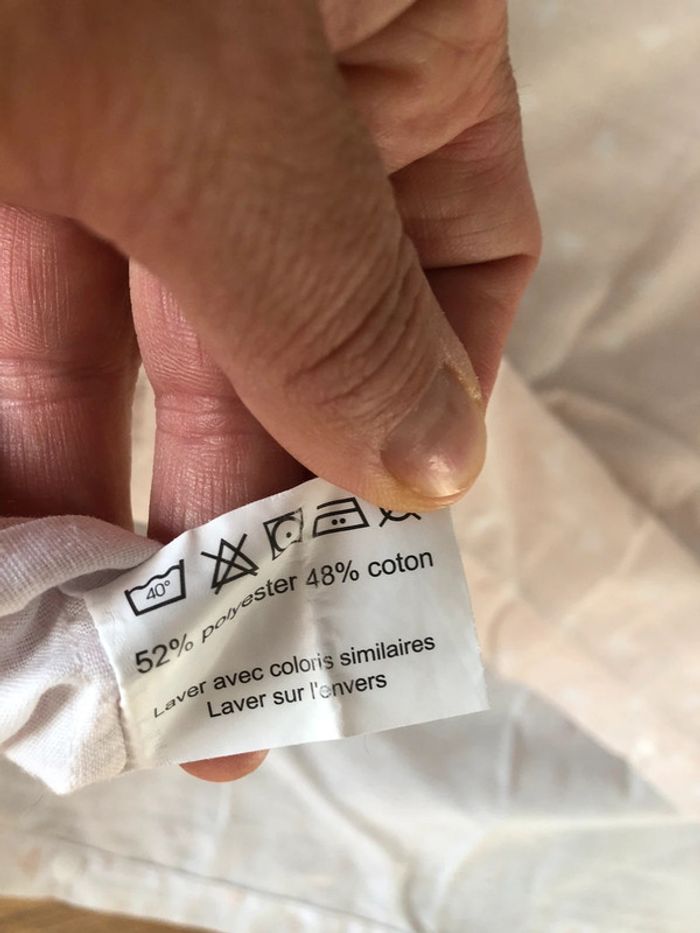 40°
52% polyester 48% coton
Laver avec coloris similaires
Laver sur l'envers